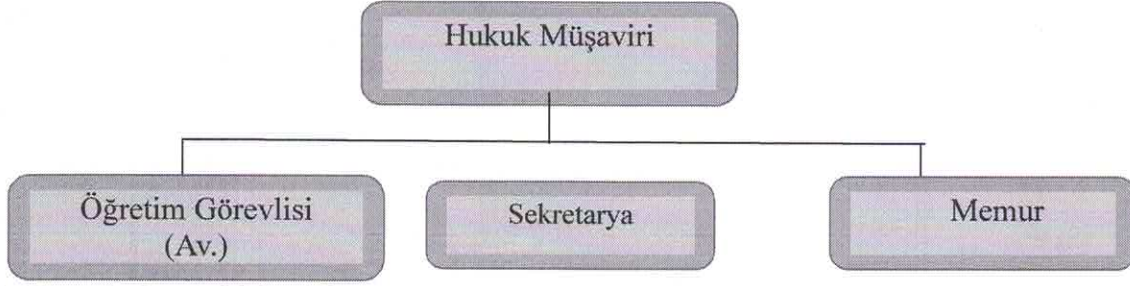 Hukuk Müşaviri
Öğretim Görevlisi
(Av.)
Sekretarya
Memur